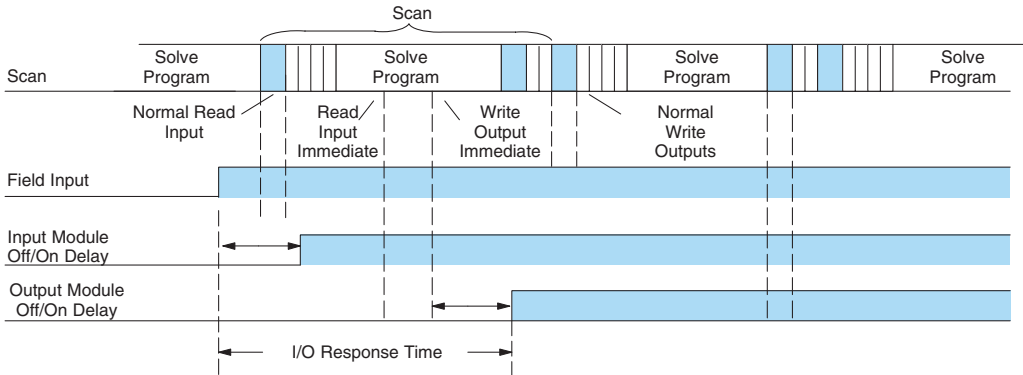 Scan
Scan
Solve
Program
Solve
Program
Solve
Program
Solve
Program
Normal Read
Input
Read
Input
Immediate
Write
Output
Immediate
Normal
Write
Outputs
Field Input
Input Module
Off/On Delay
Output Module
Off/On Delay
I/O Response Time